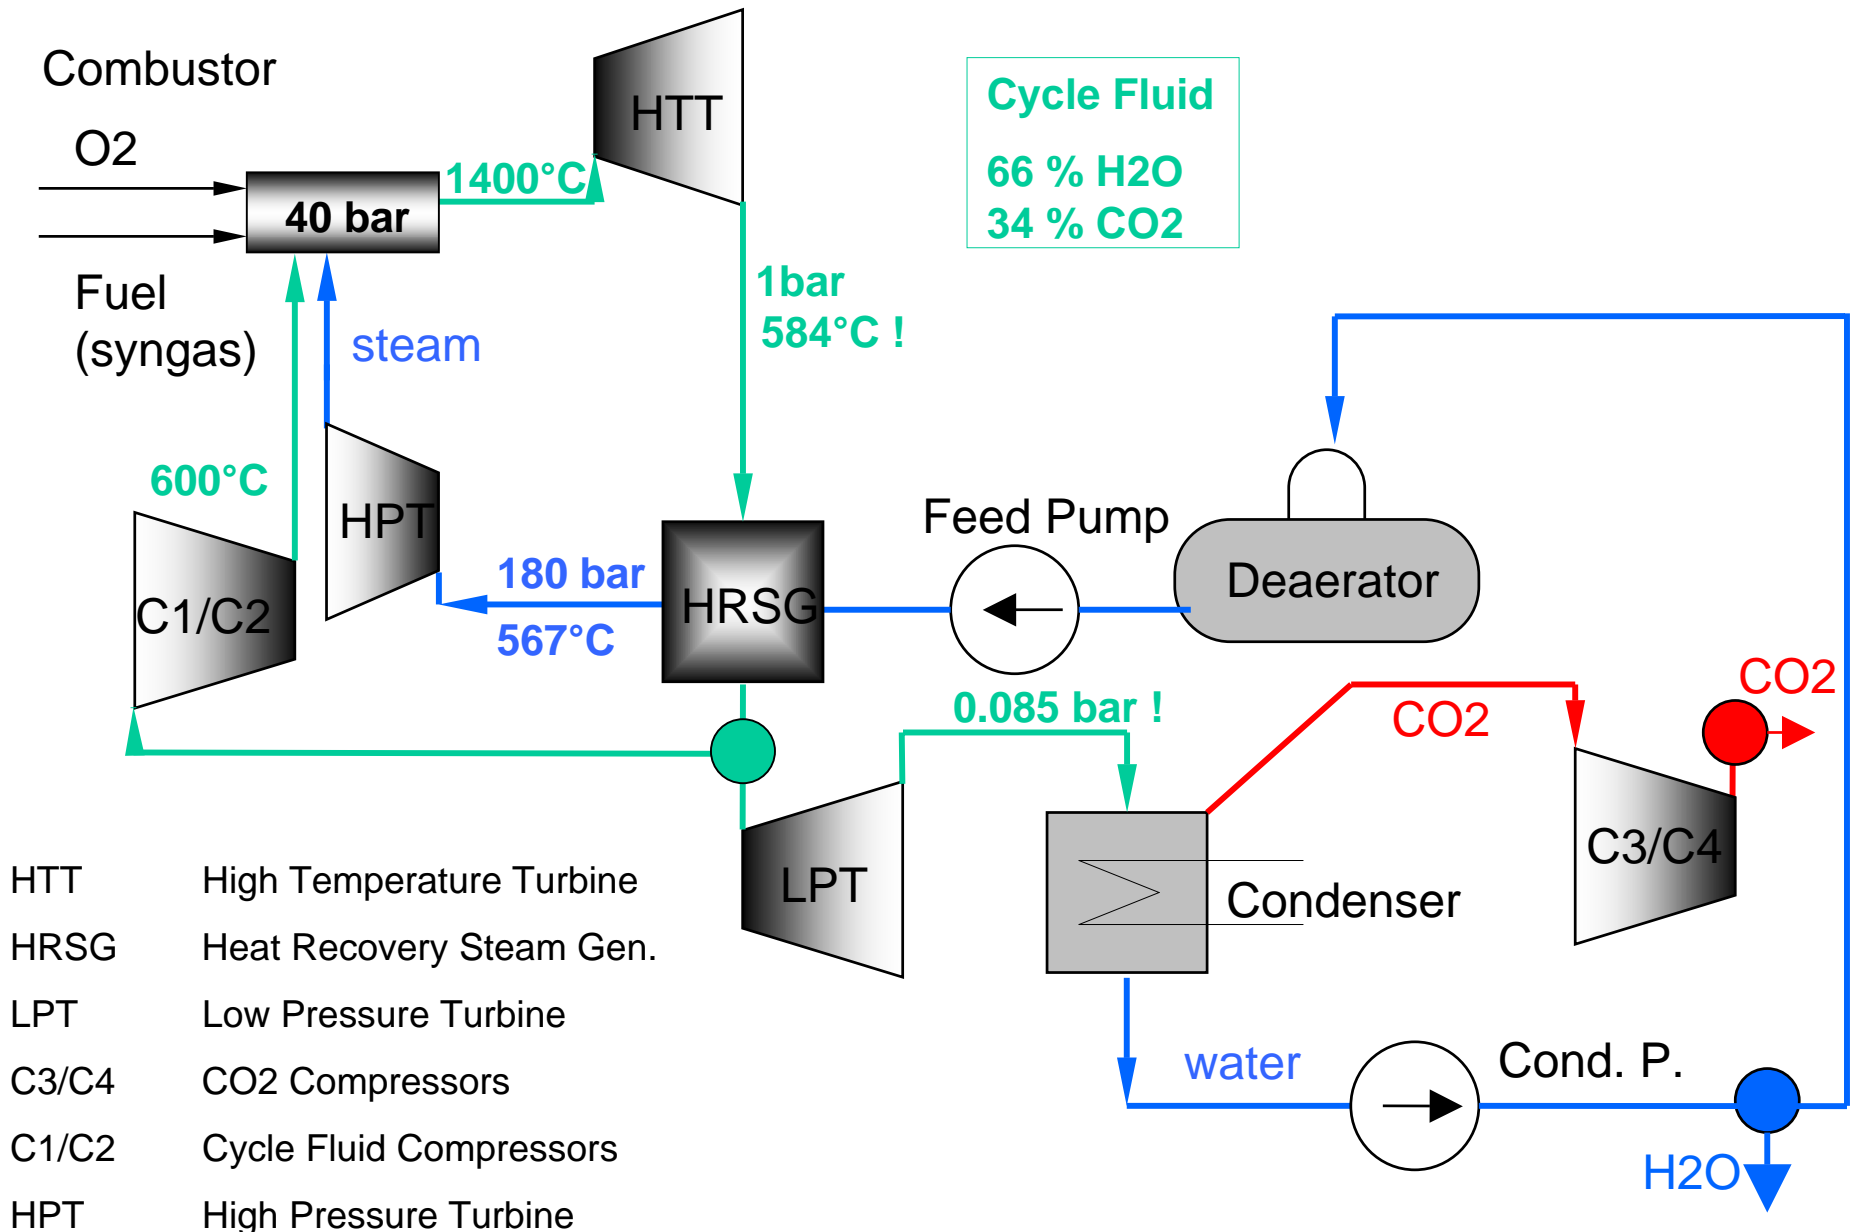 Combustor
HTT
Cycle Fluid
66 % H2O
34 % CO2
O2
1400°C
40 bar
Fuel
(syngas)
steam
1bar
584°C !
600°C
HPT
C1/C2
180 bar
567°C
HRSG
Feed Pump
Deaerator
0.085 bar !
CO2
CO2
C3/C4
LPT
Condenser
water
Cond. P.
H2O
HTT High Temperature Turbine
HRSG Heat Recovery Steam Gen.
LPT Low Pressure Turbine
C3/C4 CO2 Compressors
C1/C2 Cycle Fluid Compressors
HPT High Pressure Turbine